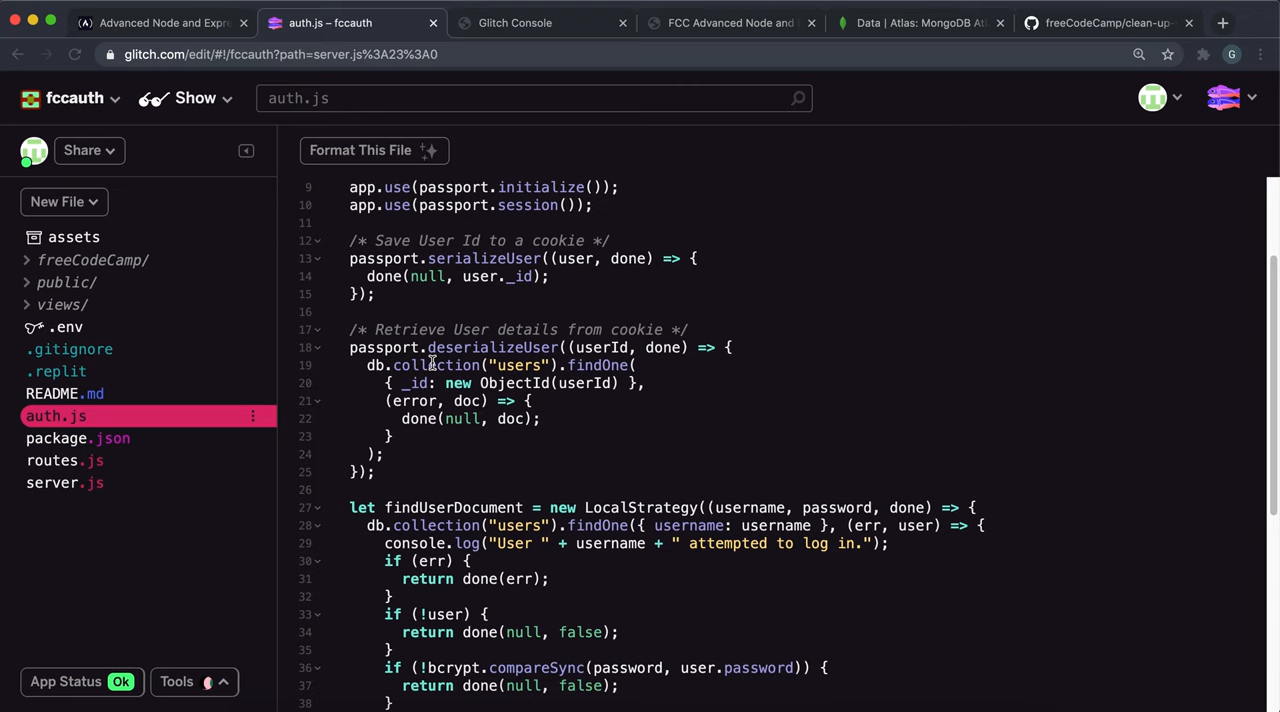 Advanced Node and Expre
auth.js – fccauth
Glitch Console
FCC Advanced Node and
Data | Atlas: MongoDB Atl
freeCodeCamp/clean-up-
glitch.com/edit/#!/fccauth?path=server.js%3A23%3A0
G
fccauth
Show
auth.js
Share
Format This File
New File
assets
freeCodeCamp/
public/
views/
.env
.gitignore
.replit
README.md
auth.js
package.json
routes.js
server.js
App Status Ok
Tools
9 app.use(passport.initialize());
10 app.use(passport.session());
11
12 /* Save User Id to a cookie */
13 passport.serializeUser((user, done) => {
14 done(null, user._id);
15 });
16
17 /* Retrieve User details from cookie */
18 passport.deserializeUser((userId, done) => {
19 db.collection("users").findOne(
20 { _id: new ObjectId(userId) },
21 (error, doc) => {
22 done(null, doc);
23 }
24 );
25 });
26
27 let findUserDocument = new LocalStrategy((username, password, done) => {
28 db.collection("users").findOne({ username: username }, (err, user) => {
29 console.log("User " + username + " attempted to log in.");
30 if (err) {
31 return done(err);
32 }
33 if (!user) {
34 return done(null, false);
35 }
36 if (!bcrypt.compareSync(password, user.password)) {
37 return done(null, false);
38 }